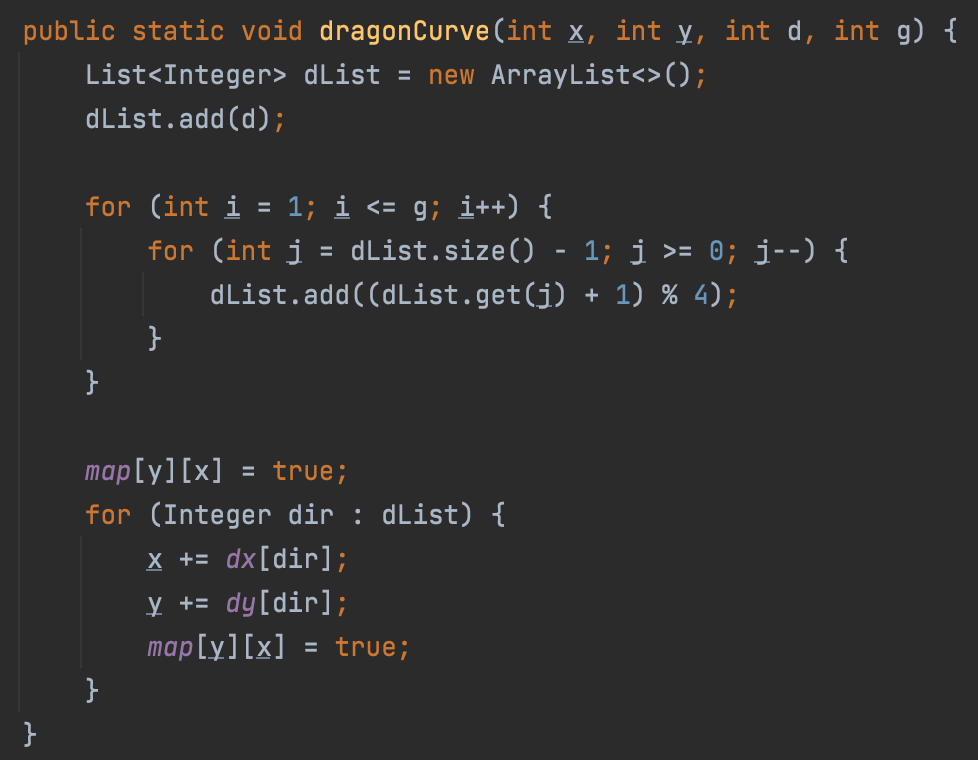 public static void dragonCurve(int x, int y, int d, int g) {
    List<Integer> dList = new ArrayList<>();
    dList.add(d);

    for (int i = 1; i <= g; i++) {
        for (int j = dList.size() - 1; j >= 0; j--) {
            dList.add((dList.get(j) + 1) % 4);
        }
    }

    map[y][x] = true;
    for (Integer dir : dList) {
        x += dx[dir];
        y += dy[dir];
        map[y][x] = true;
    }
}